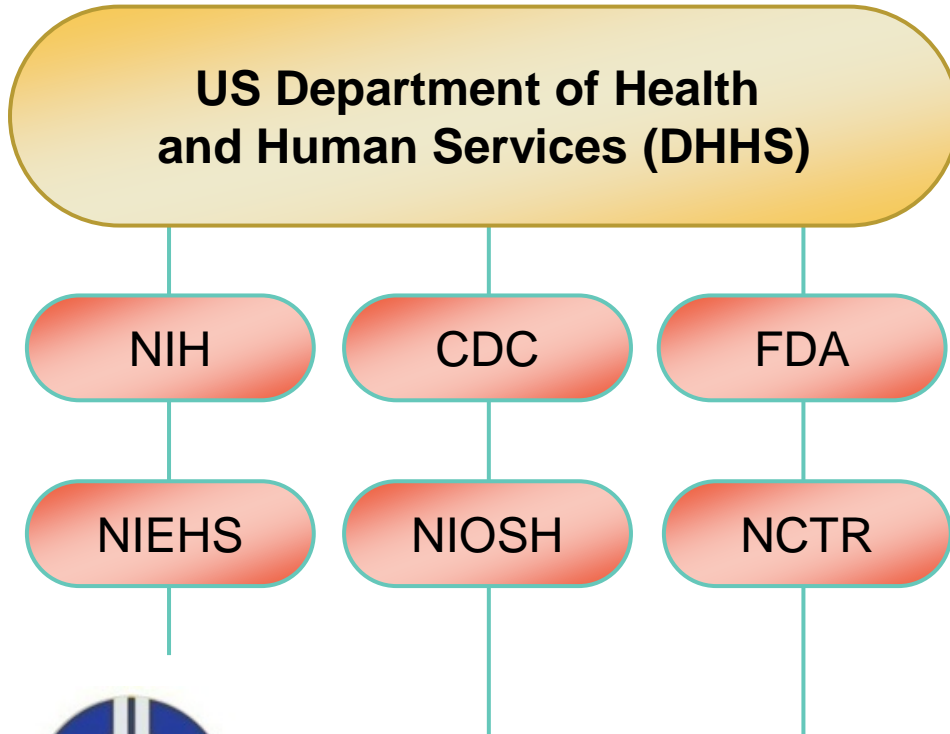 US Department of Health
and Human Services (DHHS)
NIH
CDC
FDA
NIEHS
NIOSH
NCTR